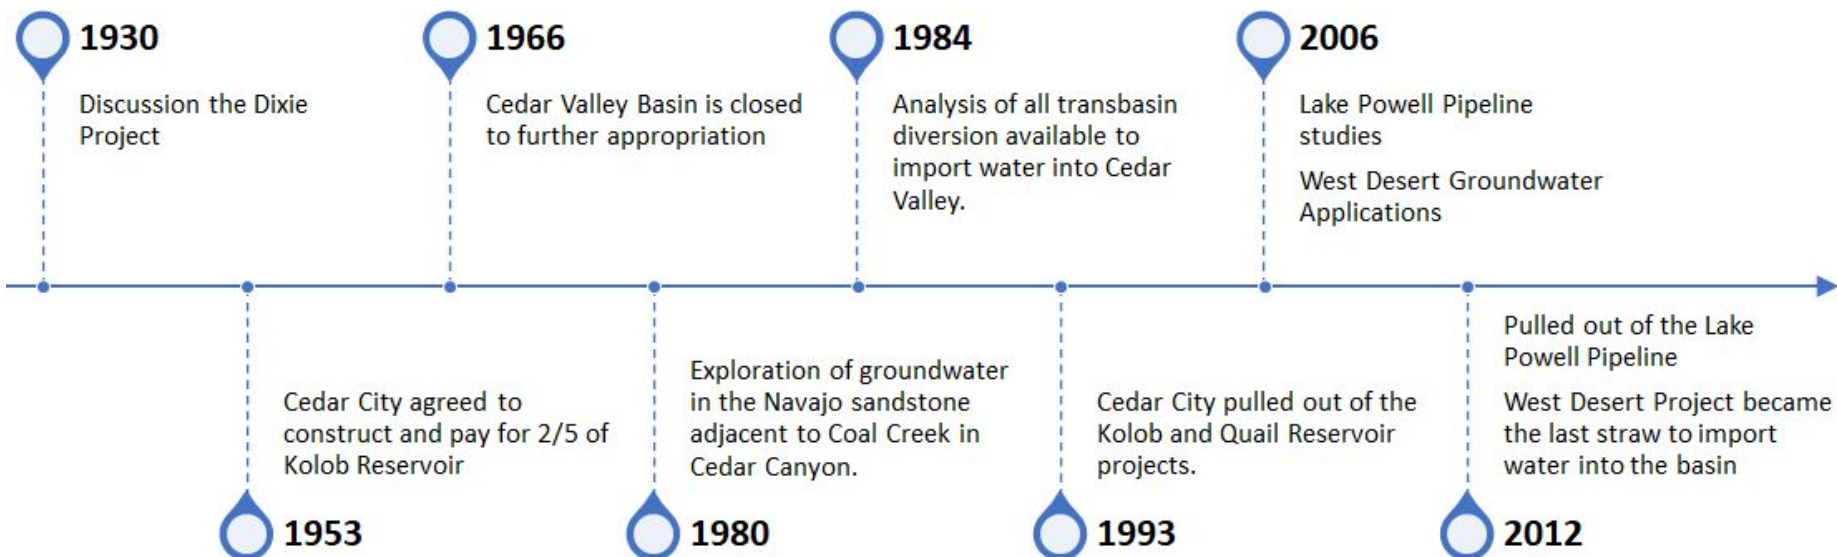 1930
Discussion the Dixie
Project
1953
Cedar City agreed to
construct and pay for 2/5 of
Kolob Reservoir
1966
Cedar Valley Basin is closed
to further appropriation
1980
Exploration of groundwater
in the Navajo sandstone
adjacent to Coal Creek in
Cedar Canyon.
1984
Analysis of all transbasin
diversion available to
import water into Cedar
Valley.
1993
Cedar City pulled out of the
Kolob and Quail Reservoir
projects.
2006
Lake Powell Pipeline
studies
West Desert Groundwater
Applications
2012
Pulled out of the Lake
Powell Pipeline
West Desert Project became
the last straw to import
water into the basin